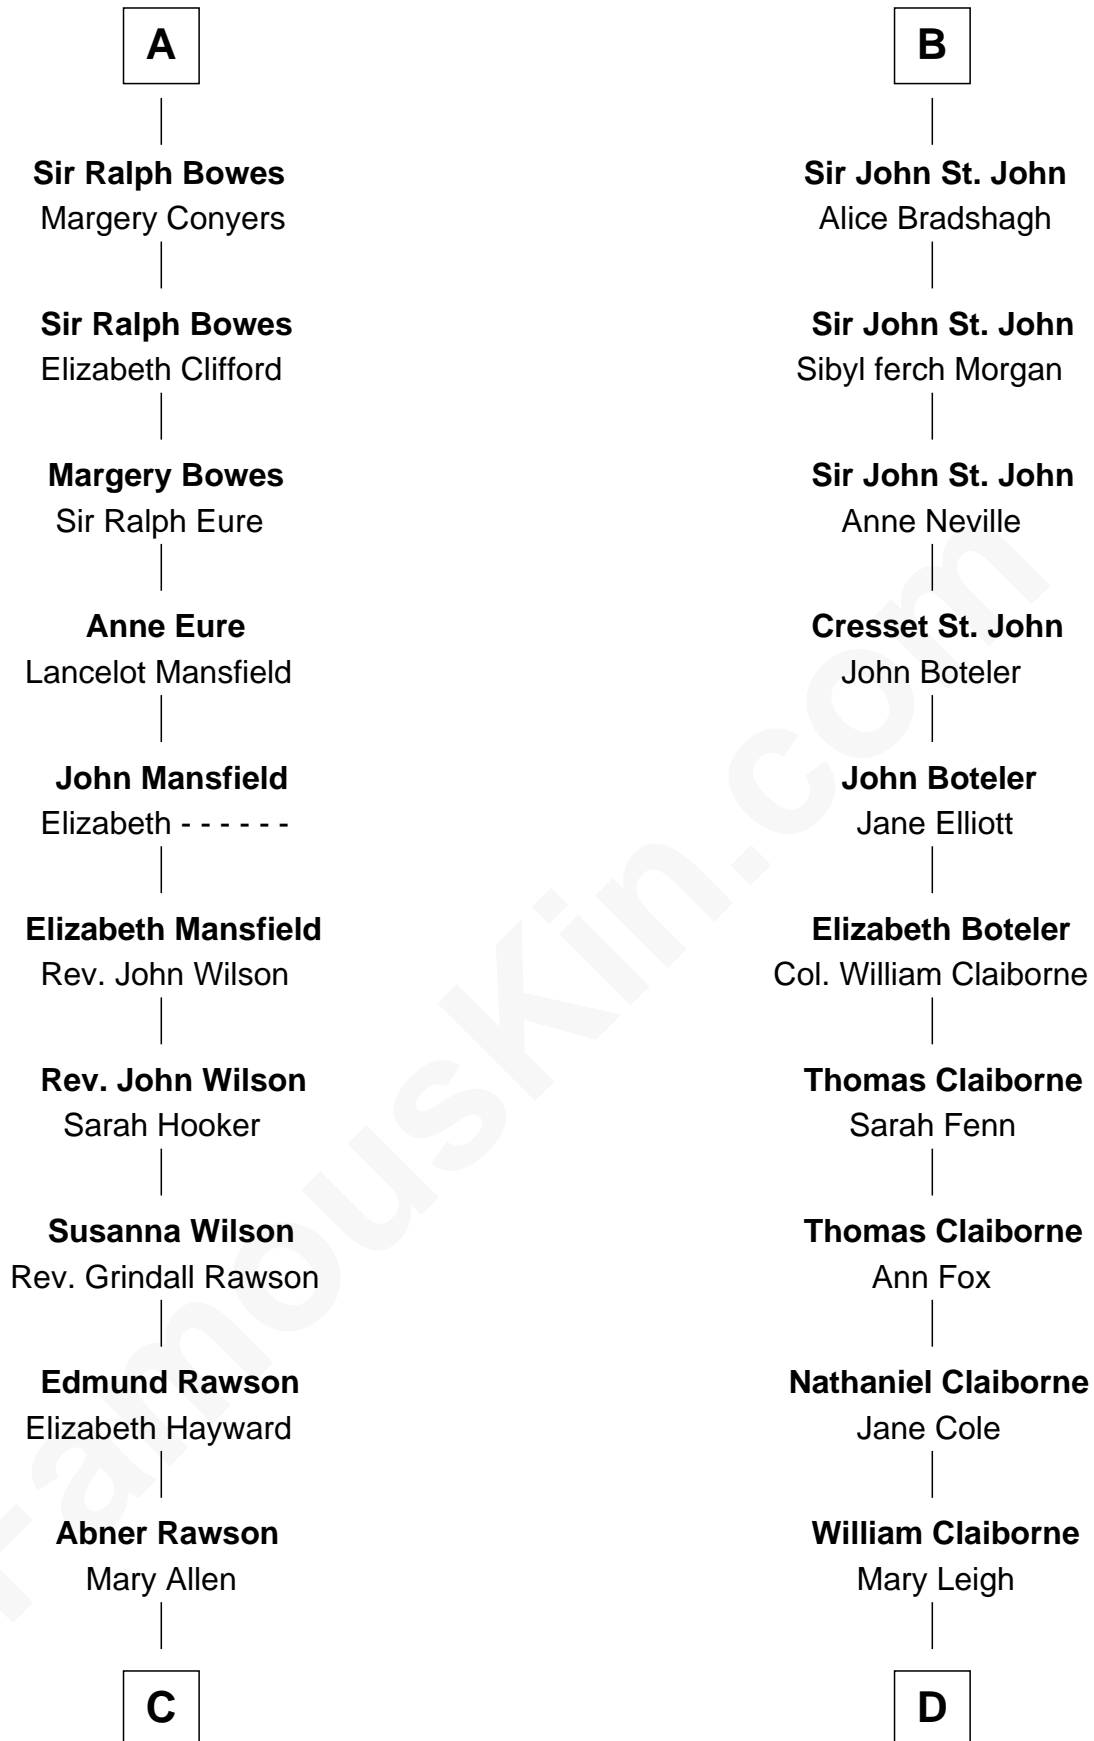 A
Sir Ralph Bowes
Margery Conyers
Sir Ralph Bowes
Elizabeth Clifford
Margery Bowes
Sir Ralph Eure
Anne Eure
Lancelot Mansfield
John Mansfield
Elizabeth - - - - - -
Elizabeth Mansfield
Rev. John Wilson
Rev. John Wilson
Sarah Hooker
Susanna Wilson
Rev. Grindall Rawson
Edmund Rawson
Elizabeth Hayward
Abner Rawson
Mary Allen
C
B
Sir John St. John
Alice Bradshagh
Sir John St. John
Sibyl ferch Morgan
Sir John St. John
Anne Neville
Cresset St. John
John Boteler
John Boteler
Jane Elliott
Elizabeth Boteler
Col. William Claiborne
Thomas Claiborne
Sarah Fenn
Thomas Claiborne
Ann Fox
Nathaniel Claiborne
Jane Cole
William Claiborne
Mary Leigh
D
FamousKin.com